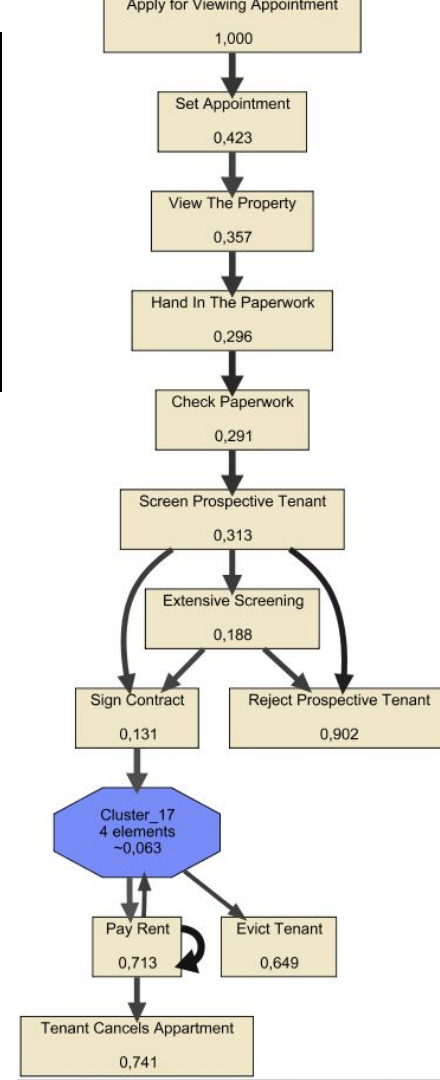 Apply for Viewing Appointment
1,000
Set Appointment
0,423
View The Property
0,357
Hand In The Paperwork
0,296
Check Paperwork
0,291
Screen Prospective Tenant
0,313
Extensive Screening
0,188
Sign Contract
0,131
Reject Prospective Tenant
0,902
Cluster_17
4 elements
~0,063
Pay Rent
0,713
Evict Tenant
0,649
Tenant Cancels Appartment
0,741